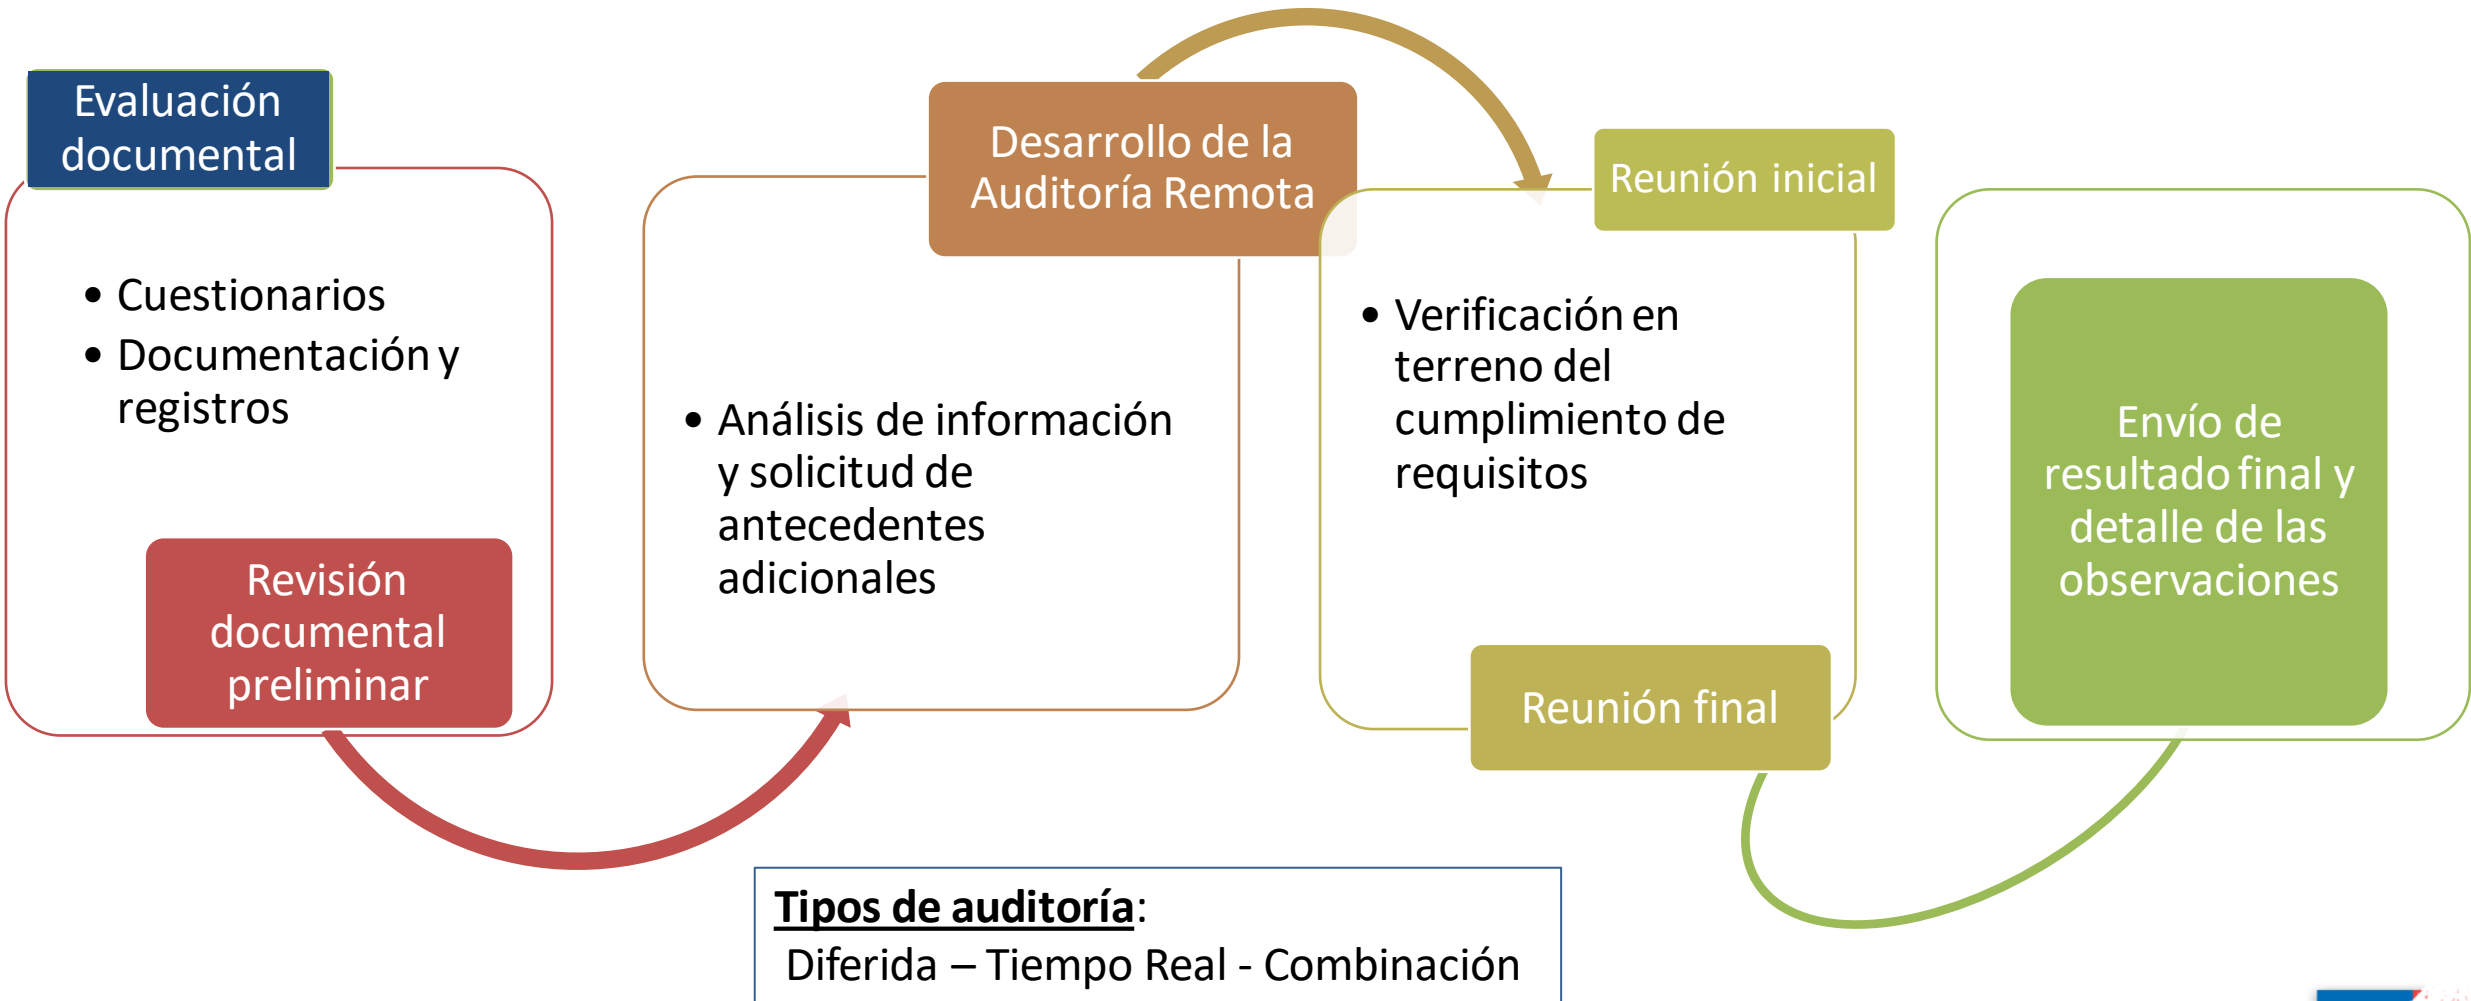 Evaluación
documental
• Cuestionarios
• Documentación y
registros
Revisión
documental
preliminar
Desarrollo de la
Auditoría Remota
• Análisis de información
y solicitud de
antecedentes
adicionales
Reunión inicial
• Verificación en
terreno del
cumplimiento de
requisitos
Reunión final
Envío de
resultado final y
detalle de las
observaciones
Tipos de auditoría:
Diferida – Tiempo Real - Combinación